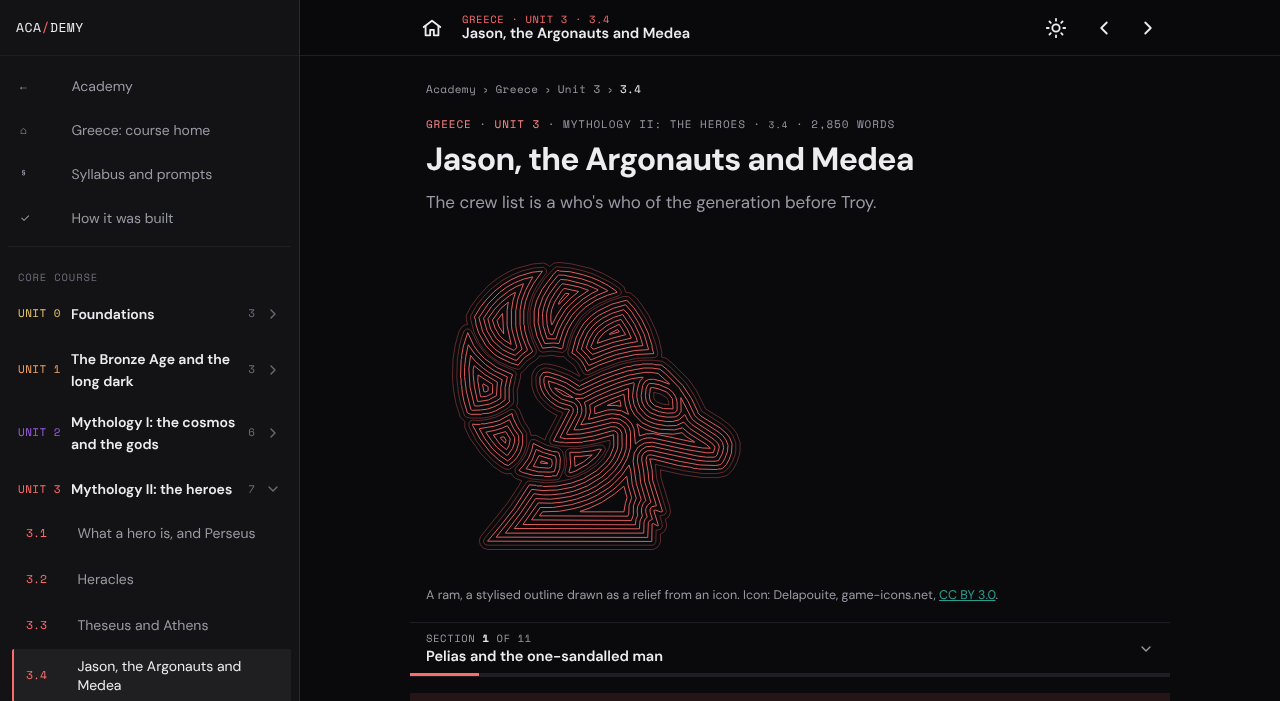 ACA/DEMY
← Academy
⌂ Greece: course home
§ Syllabus and prompts
✓ How it was built
CORE COURSE
UNIT 0 Foundations 3
UNIT 1 The Bronze Age and the long dark 3
UNIT 2 Mythology I: the cosmos and the gods 6
UNIT 3 Mythology II: the heroes 7
3.1 What a hero is, and Perseus
3.2 Heracles
3.3 Theseus and Athens
3.4 Jason, the Argonauts and Medea
GREECE · UNIT 3 · 3.4
Jason, the Argonauts and Medea
Academy › Greece › Unit 3 › 3.4
GREECE · UNIT 3 · MYTHOLOGY II: THE HEROES · 3.4 · 2,850 WORDS
Jason, the Argonauts and Medea
The crew list is a who's who of the generation before Troy.
A ram, a stylised outline drawn as a relief from an icon. Icon: Delapouite, game-icons.net, CC BY 3.0.
SECTION 1 OF 11
Pelias and the one-sandalled man